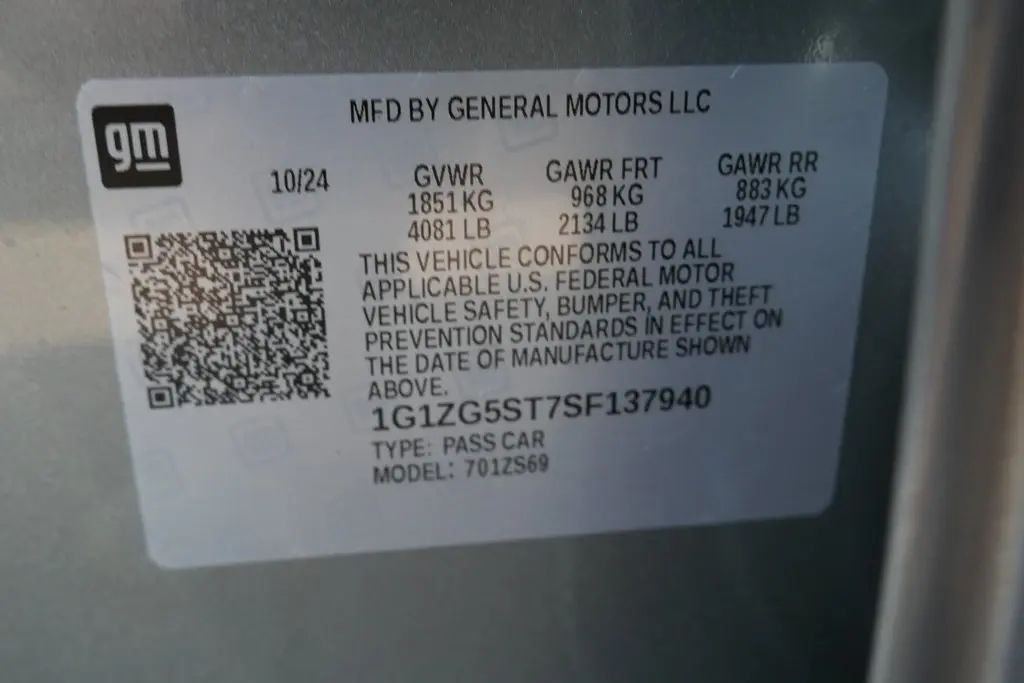 MFD BY GENERAL MOTORS LLC
gm
10/24
GVWR
1851 KG
4081 LB
GAWR FRT
968 KG
2134 LB
GAWR RR
883 KG
1947 LB
THIS VEHICLE CONFORMS TO ALL
APPLICABLE U.S. FEDERAL MOTOR
VEHICLE SAFETY, BUMPER, AND THEFT
PREVENTION STANDARDS IN EFFECT ON
THE DATE OF MANUFACTURE SHOWN
ABOVE.
1G1ZG5ST7SF137940
TYPE: PASS CAR
MODEL: 701ZS69